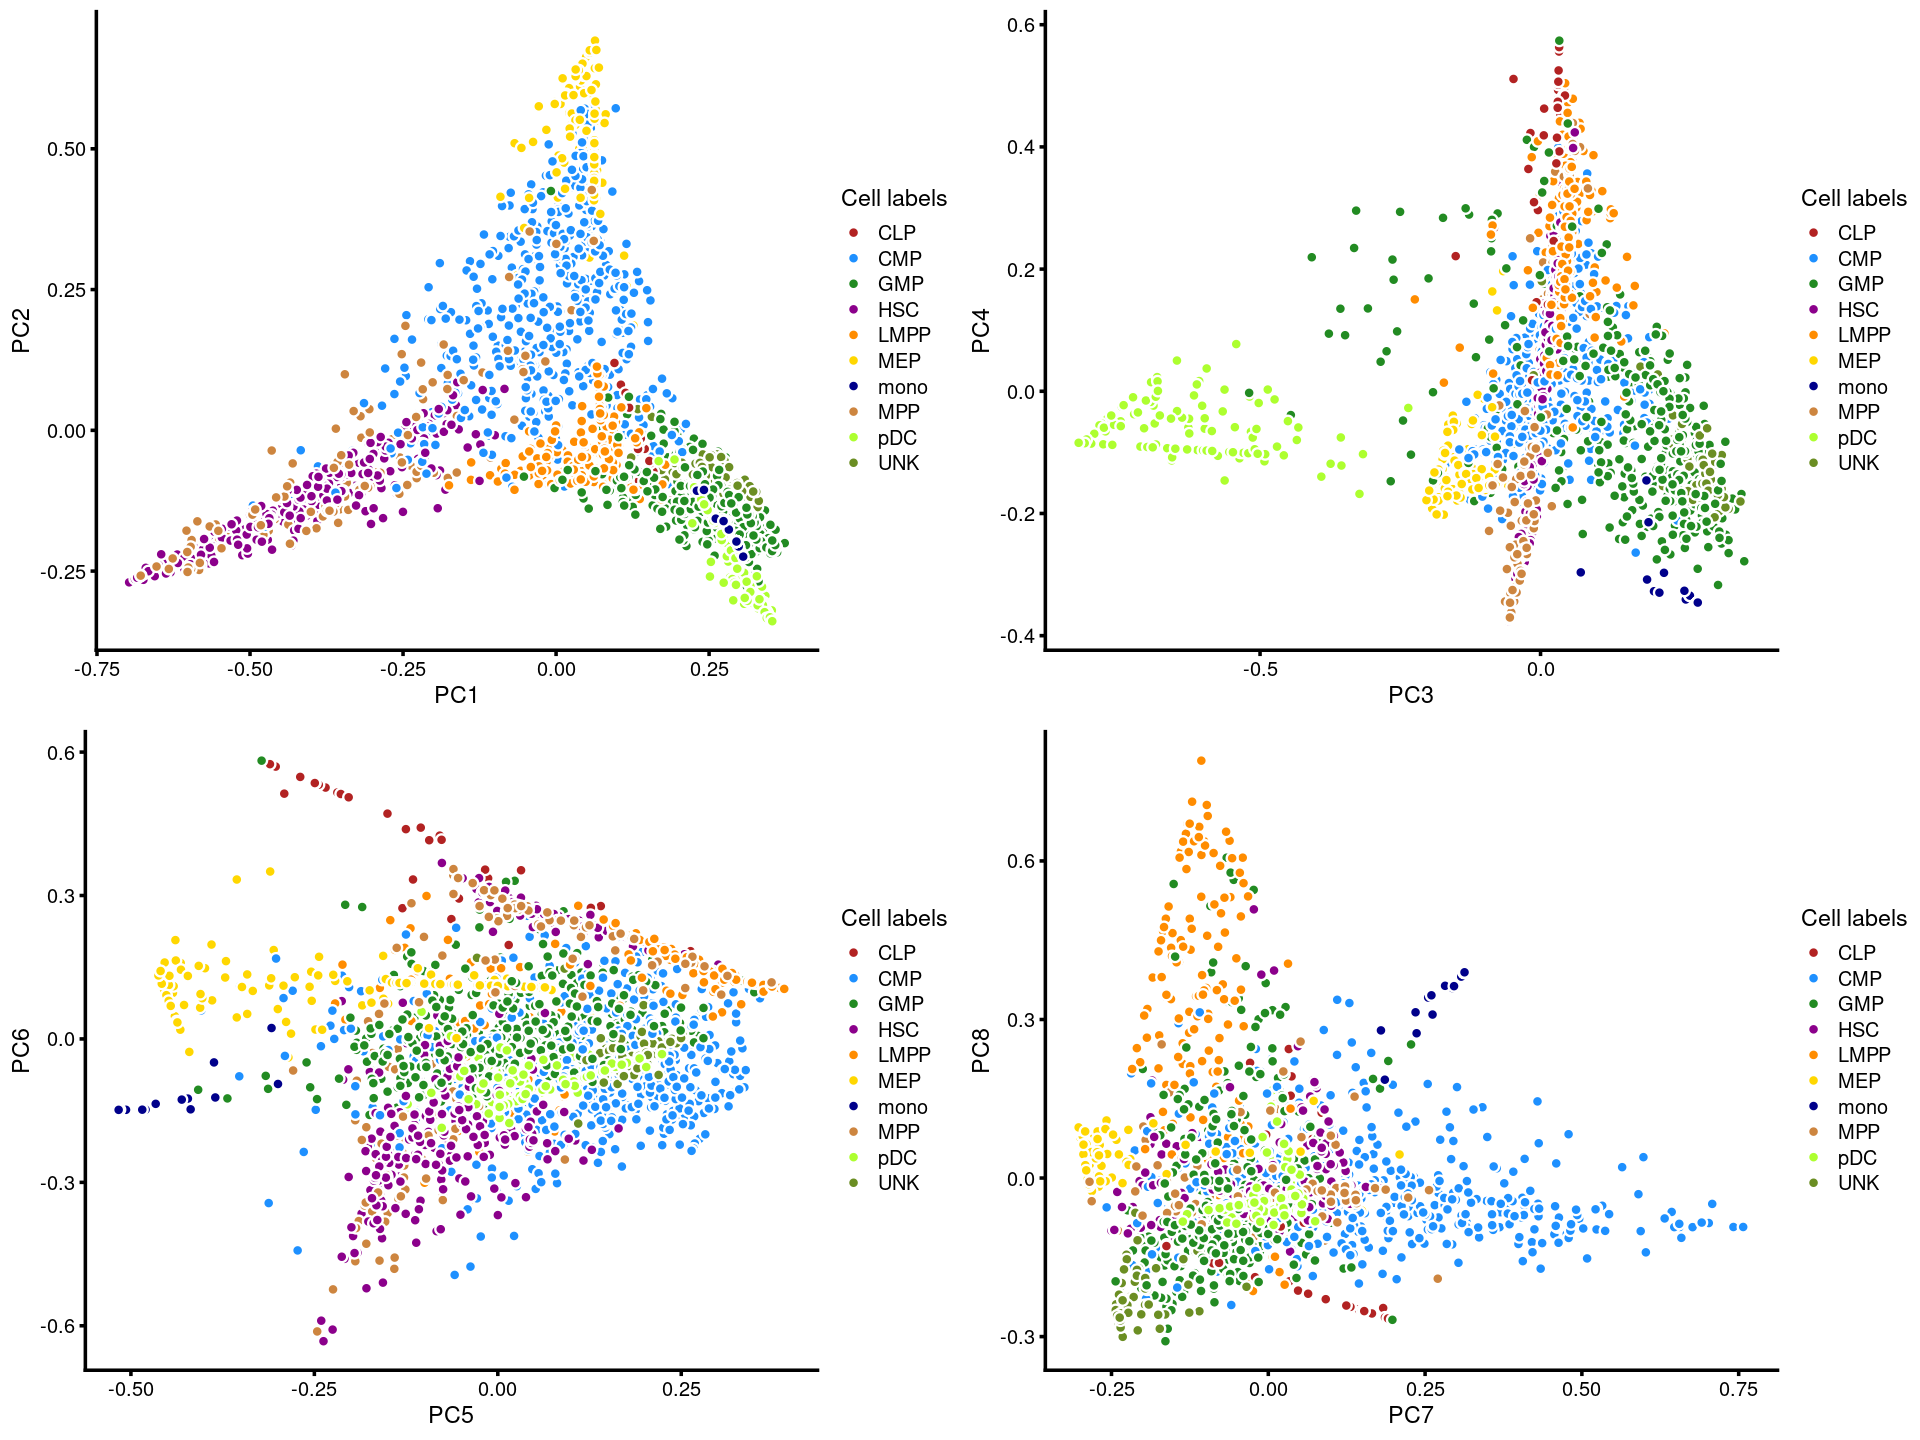 0.50
0.25
0.00
-0.25
PC2
-0.75
-0.50
-0.25
0.00
0.25
PC1
Cell labels
CLP
CMP
GMP
HSC
LMPP
MEP
mono
MPP
pDC
UNK
0.6
0.4
0.2
0.0
-0.2
-0.4
PC4
-0.5
0.0
PC3
Cell labels
CLP
CMP
GMP
HSC
LMPP
MEP
mono
MPP
pDC
UNK
0.6
0.3
0.0
-0.3
-0.6
PC6
-0.50
-0.25
0.00
0.25
PC5
Cell labels
CLP
CMP
GMP
HSC
LMPP
MEP
mono
MPP
pDC
UNK
0.6
0.3
0.0
-0.3
PC8
-0.25
0.00
0.25
0.50
0.75
PC7
Cell labels
CLP
CMP
GMP
HSC
LMPP
MEP
mono
MPP
pDC
UNK